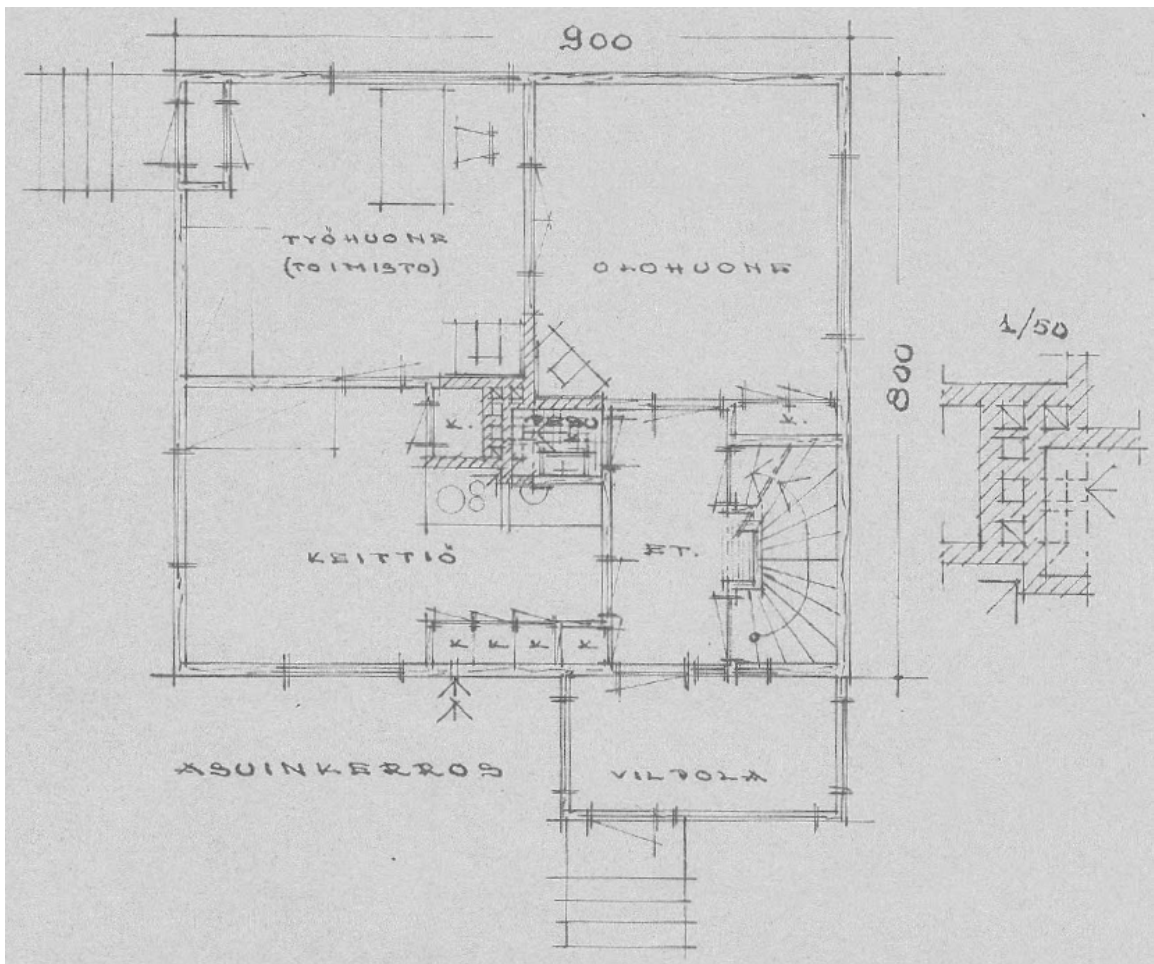 900
TYÖHUONE
(TOIMISTO)
OLOHUONE
1/50
800
K.
K.
KEITTIÖ
ET.
K
K
K
K
ASUINKERROS
VILPOLA